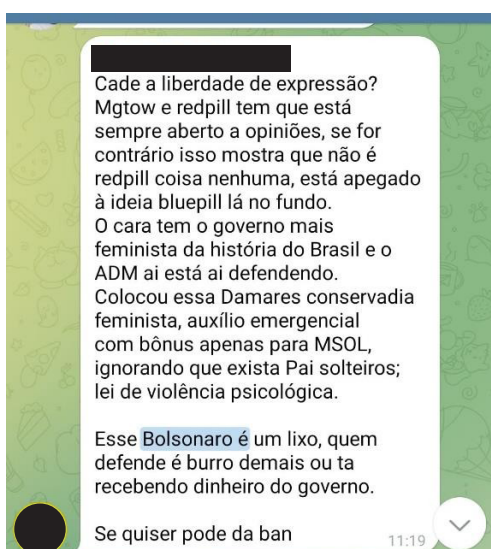 Cade a liberdade de expressão?
Mgtow e redpill tem que está
sempre aberto a opiniões, se for
contrário isso mostra que não é
redpill coisa nenhuma, está apegado
à ideia bluepill lá no fundo.
O cara tem o governo mais
feminista da história do Brasil e o
ADM ai está ai defendendo.
Colocou essa Damares conservadia
feminista, auxílio emergencial
com bônus apenas para MSOL,
ignorando que exista Pai solteiros;
lei de violência psicológica.
Esse Bolsonaro é um lixo, quem
defende é burro demais ou ta
recebendo dinheiro do governo.
Se quiser pode da ban
11:19